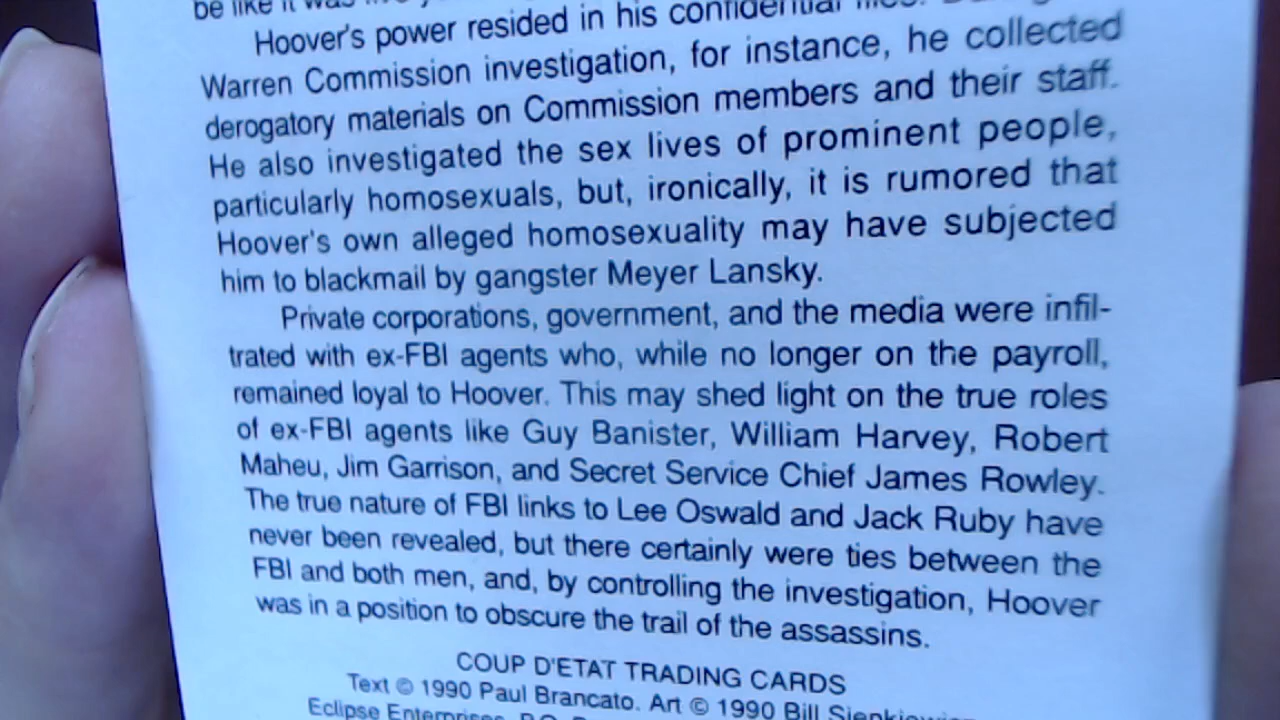 be like it was
Hoover's power resided in his confidential files.
Warren Commission investigation, for instance, he collected
derogatory materials on Commission members and their staff.
He also investigated the sex lives of prominent people,
particularly homosexuals, but, ironically, it is rumored that
Hoover's own alleged homosexuality may have subjected
him to blackmail by gangster Meyer Lansky.
Private corporations, government, and the media were infil-
trated with ex-FBI agents who, while no longer on the payroll,
remained loyal to Hoover. This may shed light on the true roles
of ex-FBI agents like Guy Banister, William Harvey, Robert
Maheu, Jim Garrison, and Secret Service Chief James Rowley.
The true nature of FBI links to Lee Oswald and Jack Ruby have
never been revealed, but there certainly were ties between the
FBI and both men, and, by controlling the investigation, Hoover
was in a position to obscure the trail of the assassins.
COUP D'ETAT TRADING CARDS
Text © 1990 Paul Brancato. Art © 1990 Bill
Eclipse Enterprises, P.O.